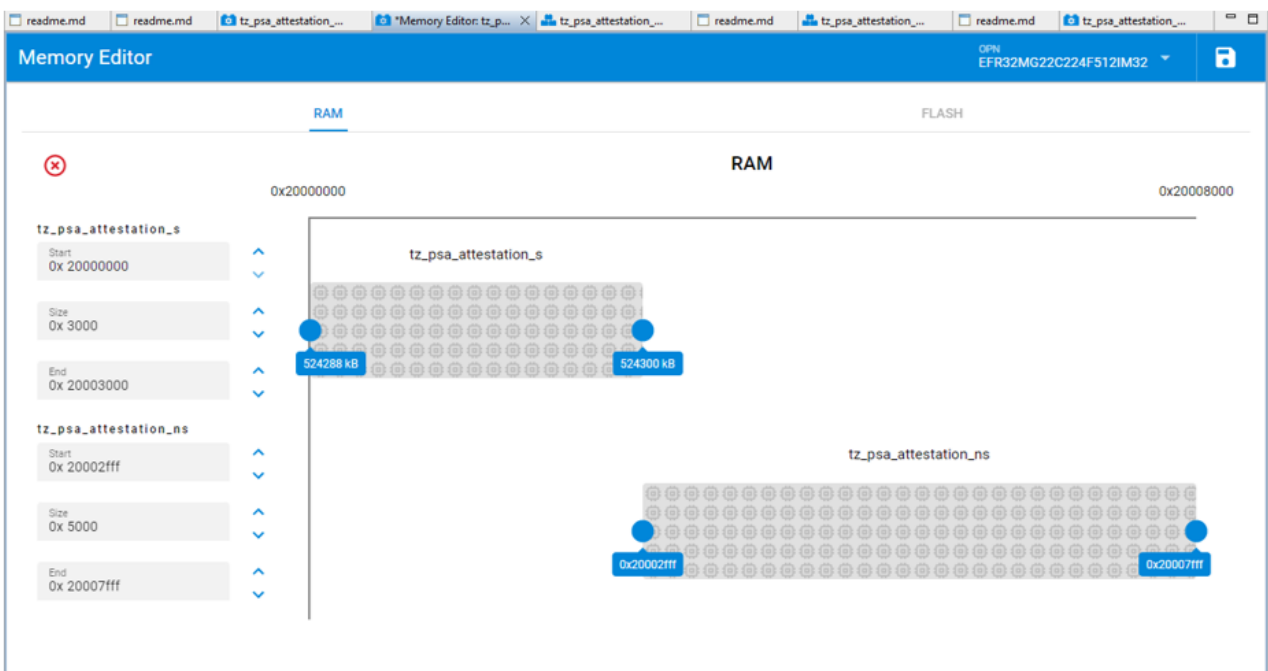 readme.md readme.md tz_psa_attestation_... *Memory Editor: tz_p... tz_psa_attestation_... readme.md tz_psa_attestation_... readme.md tz_psa_attestation_...
Memory Editor
OPN
EFR32MG22C224F512IM32
RAM FLASH
RAM
0x20000000 0x20008000
tz_psa_attestation_s
Start
0x 20000000
Size
0x 3000
End
0x 20003000
tz_psa_attestation_s
524288 kB 524300 kB
tz_psa_attestation_ns
Start
0x 20002fff
Size
0x 5000
End
0x 20007fff
tz_psa_attestation_ns
0x20002fff 0x20007fff